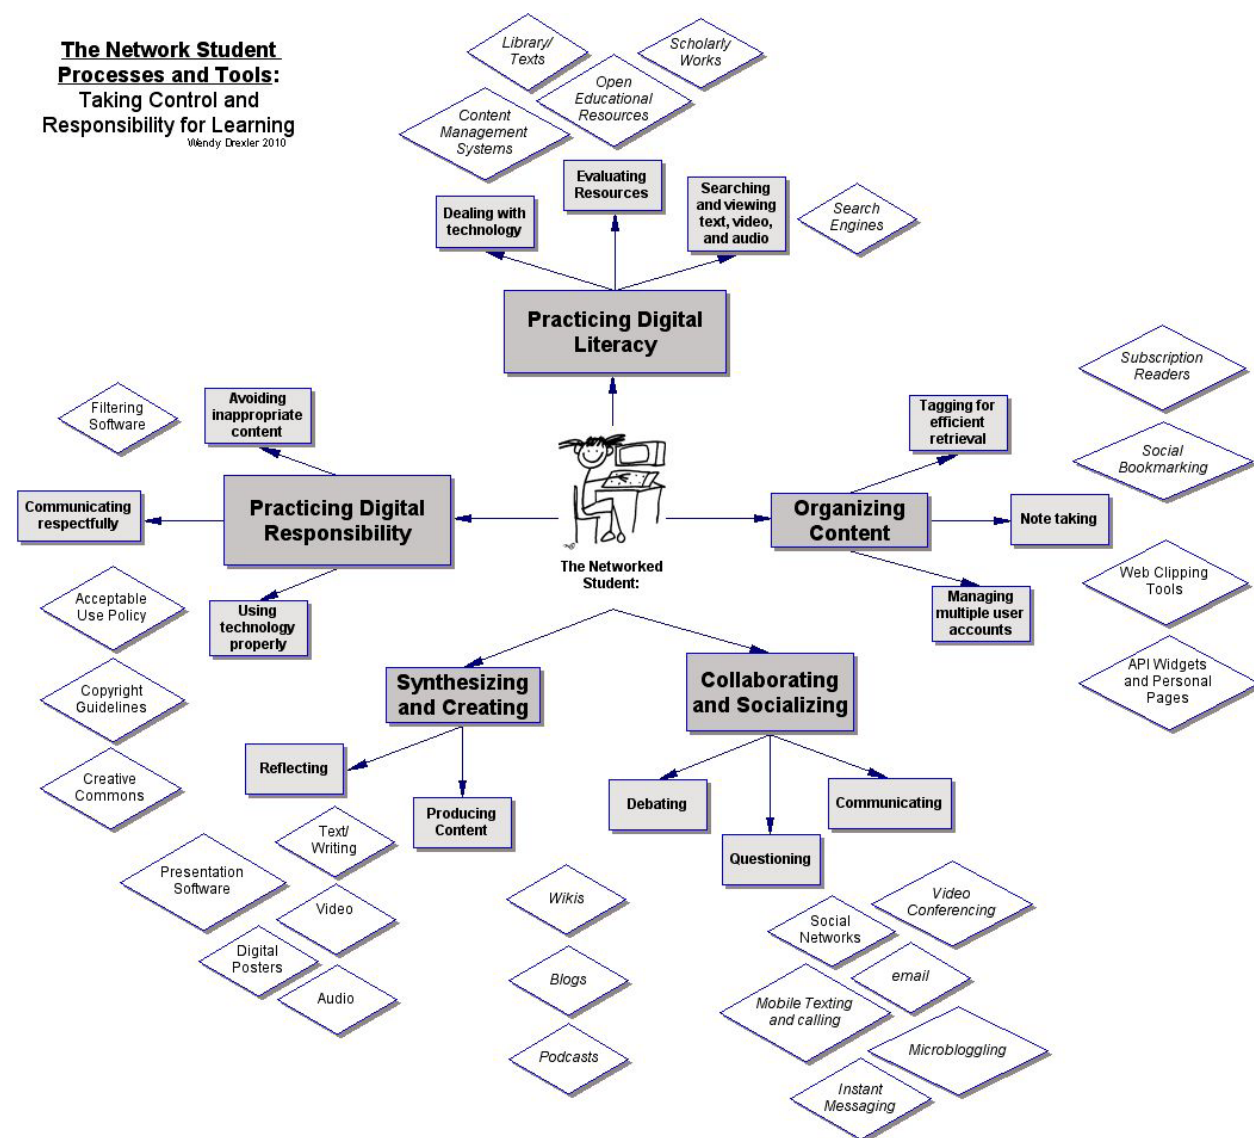 The Network Student
Processes and Tools:
Taking Control and
Responsibility for Learning
Wendy Drexler 2010
Library/
Texts
Scholarly
Works
Open
Educational
Resources
Content
Management
Systems
Evaluating
Resources
Dealing with
technology
Searching
and viewing
text, video,
and audio
Search
Engines
Practicing Digital
Literacy
Filtering
Software
Avoiding
inappropriate
content
Communicating
respectfully
Practicing Digital
Responsibility
Acceptable
Use Policy
Using
technology
properly
Copyright
Guidelines
Creative
Commons
The Networked
Student:
Organizing
Content
Tagging for
efficient
retrieval
Subscription
Readers
Social
Bookmarking
Note taking
Managing
multiple user
accounts
Web Clipping
Tools
API Widgets
and Personal
Pages
Synthesizing
and Creating
Reflecting
Producing
Content
Text/
Writing
Presentation
Software
Video
Digital
Posters
Audio
Collaborating
and Socializing
Debating
Questioning
Communicating
Wikis
Blogs
Podcasts
Social
Networks
Video
Conferencing
email
Mobile Texting
and calling
Microbloggling
Instant
Messaging